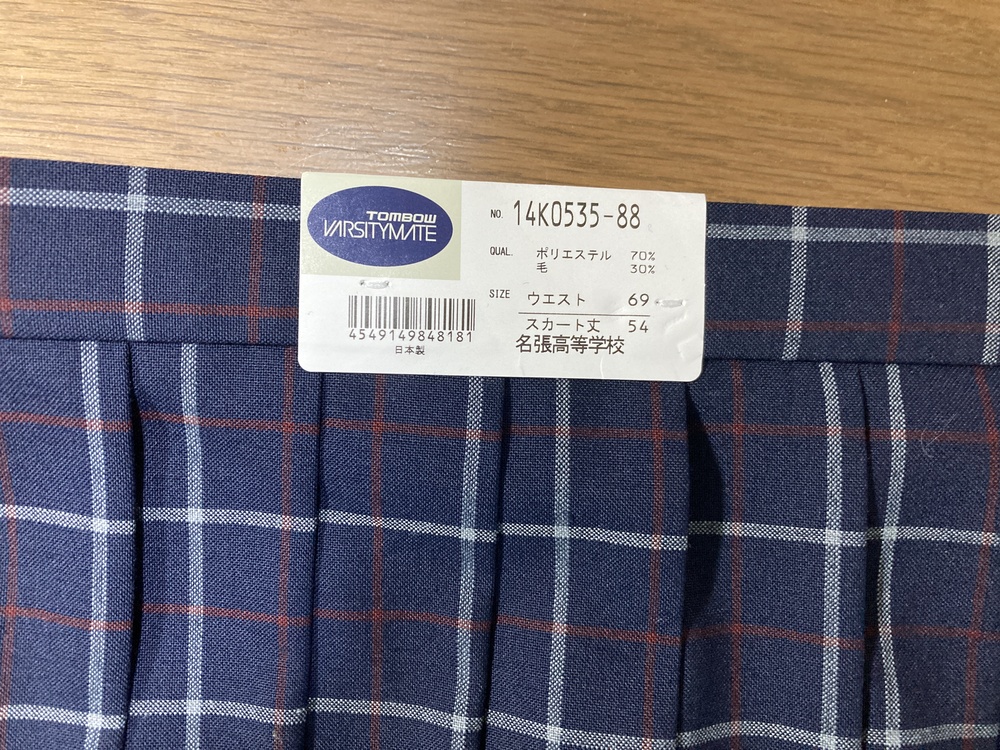 TOMBOW
VARSITYMATE
4549149848181
日本製
NO. 14K0535-88
QUAL. ポリエステル 70%
毛 30%
SIZE ウエスト 69
スカート丈 54
名張高等学校